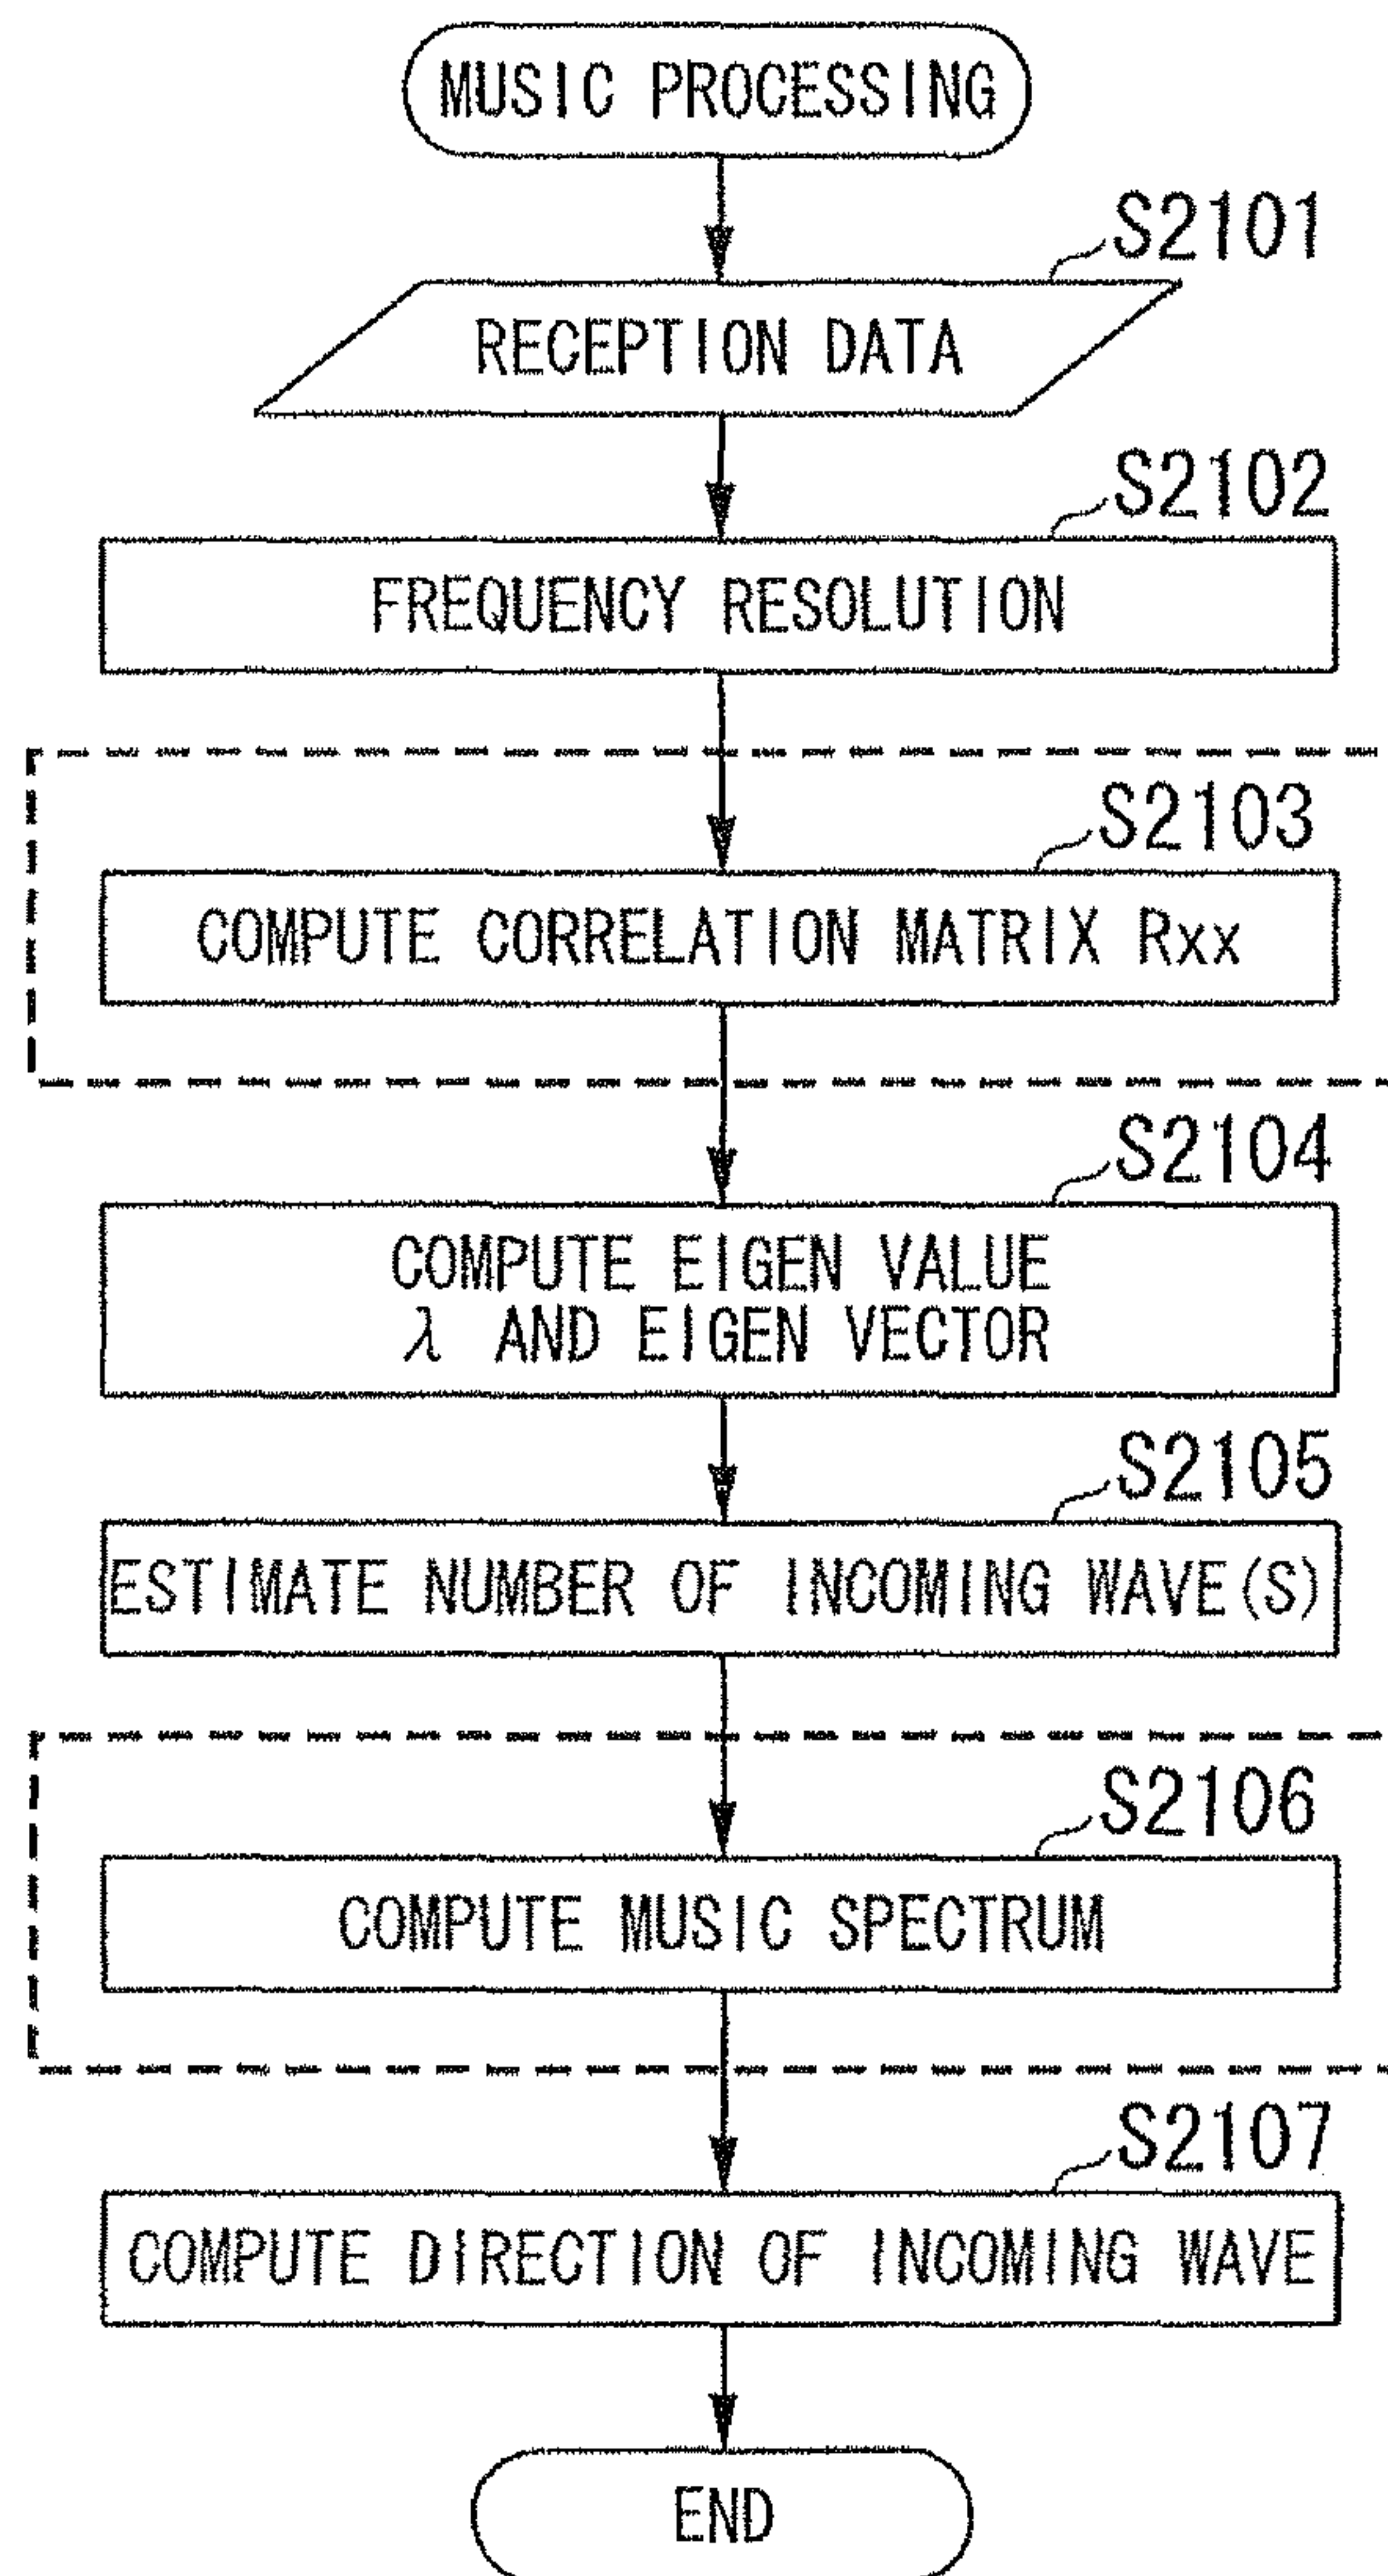 MUSIC PROCESSING
S2101
RECEPTION DATA
S2102
FREQUENCY RESOLUTION
S2103
COMPUTE CORRELATION MATRIX Rxx
S2104
COMPUTE EIGEN VALUE
λ AND EIGEN VECTOR
S2105
ESTIMATE NUMBER OF INCOMING WAVE(S)
S2106
COMPUTE MUSIC SPECTRUM
S2107
COMPUTE DIRECTION OF INCOMING WAVE
END